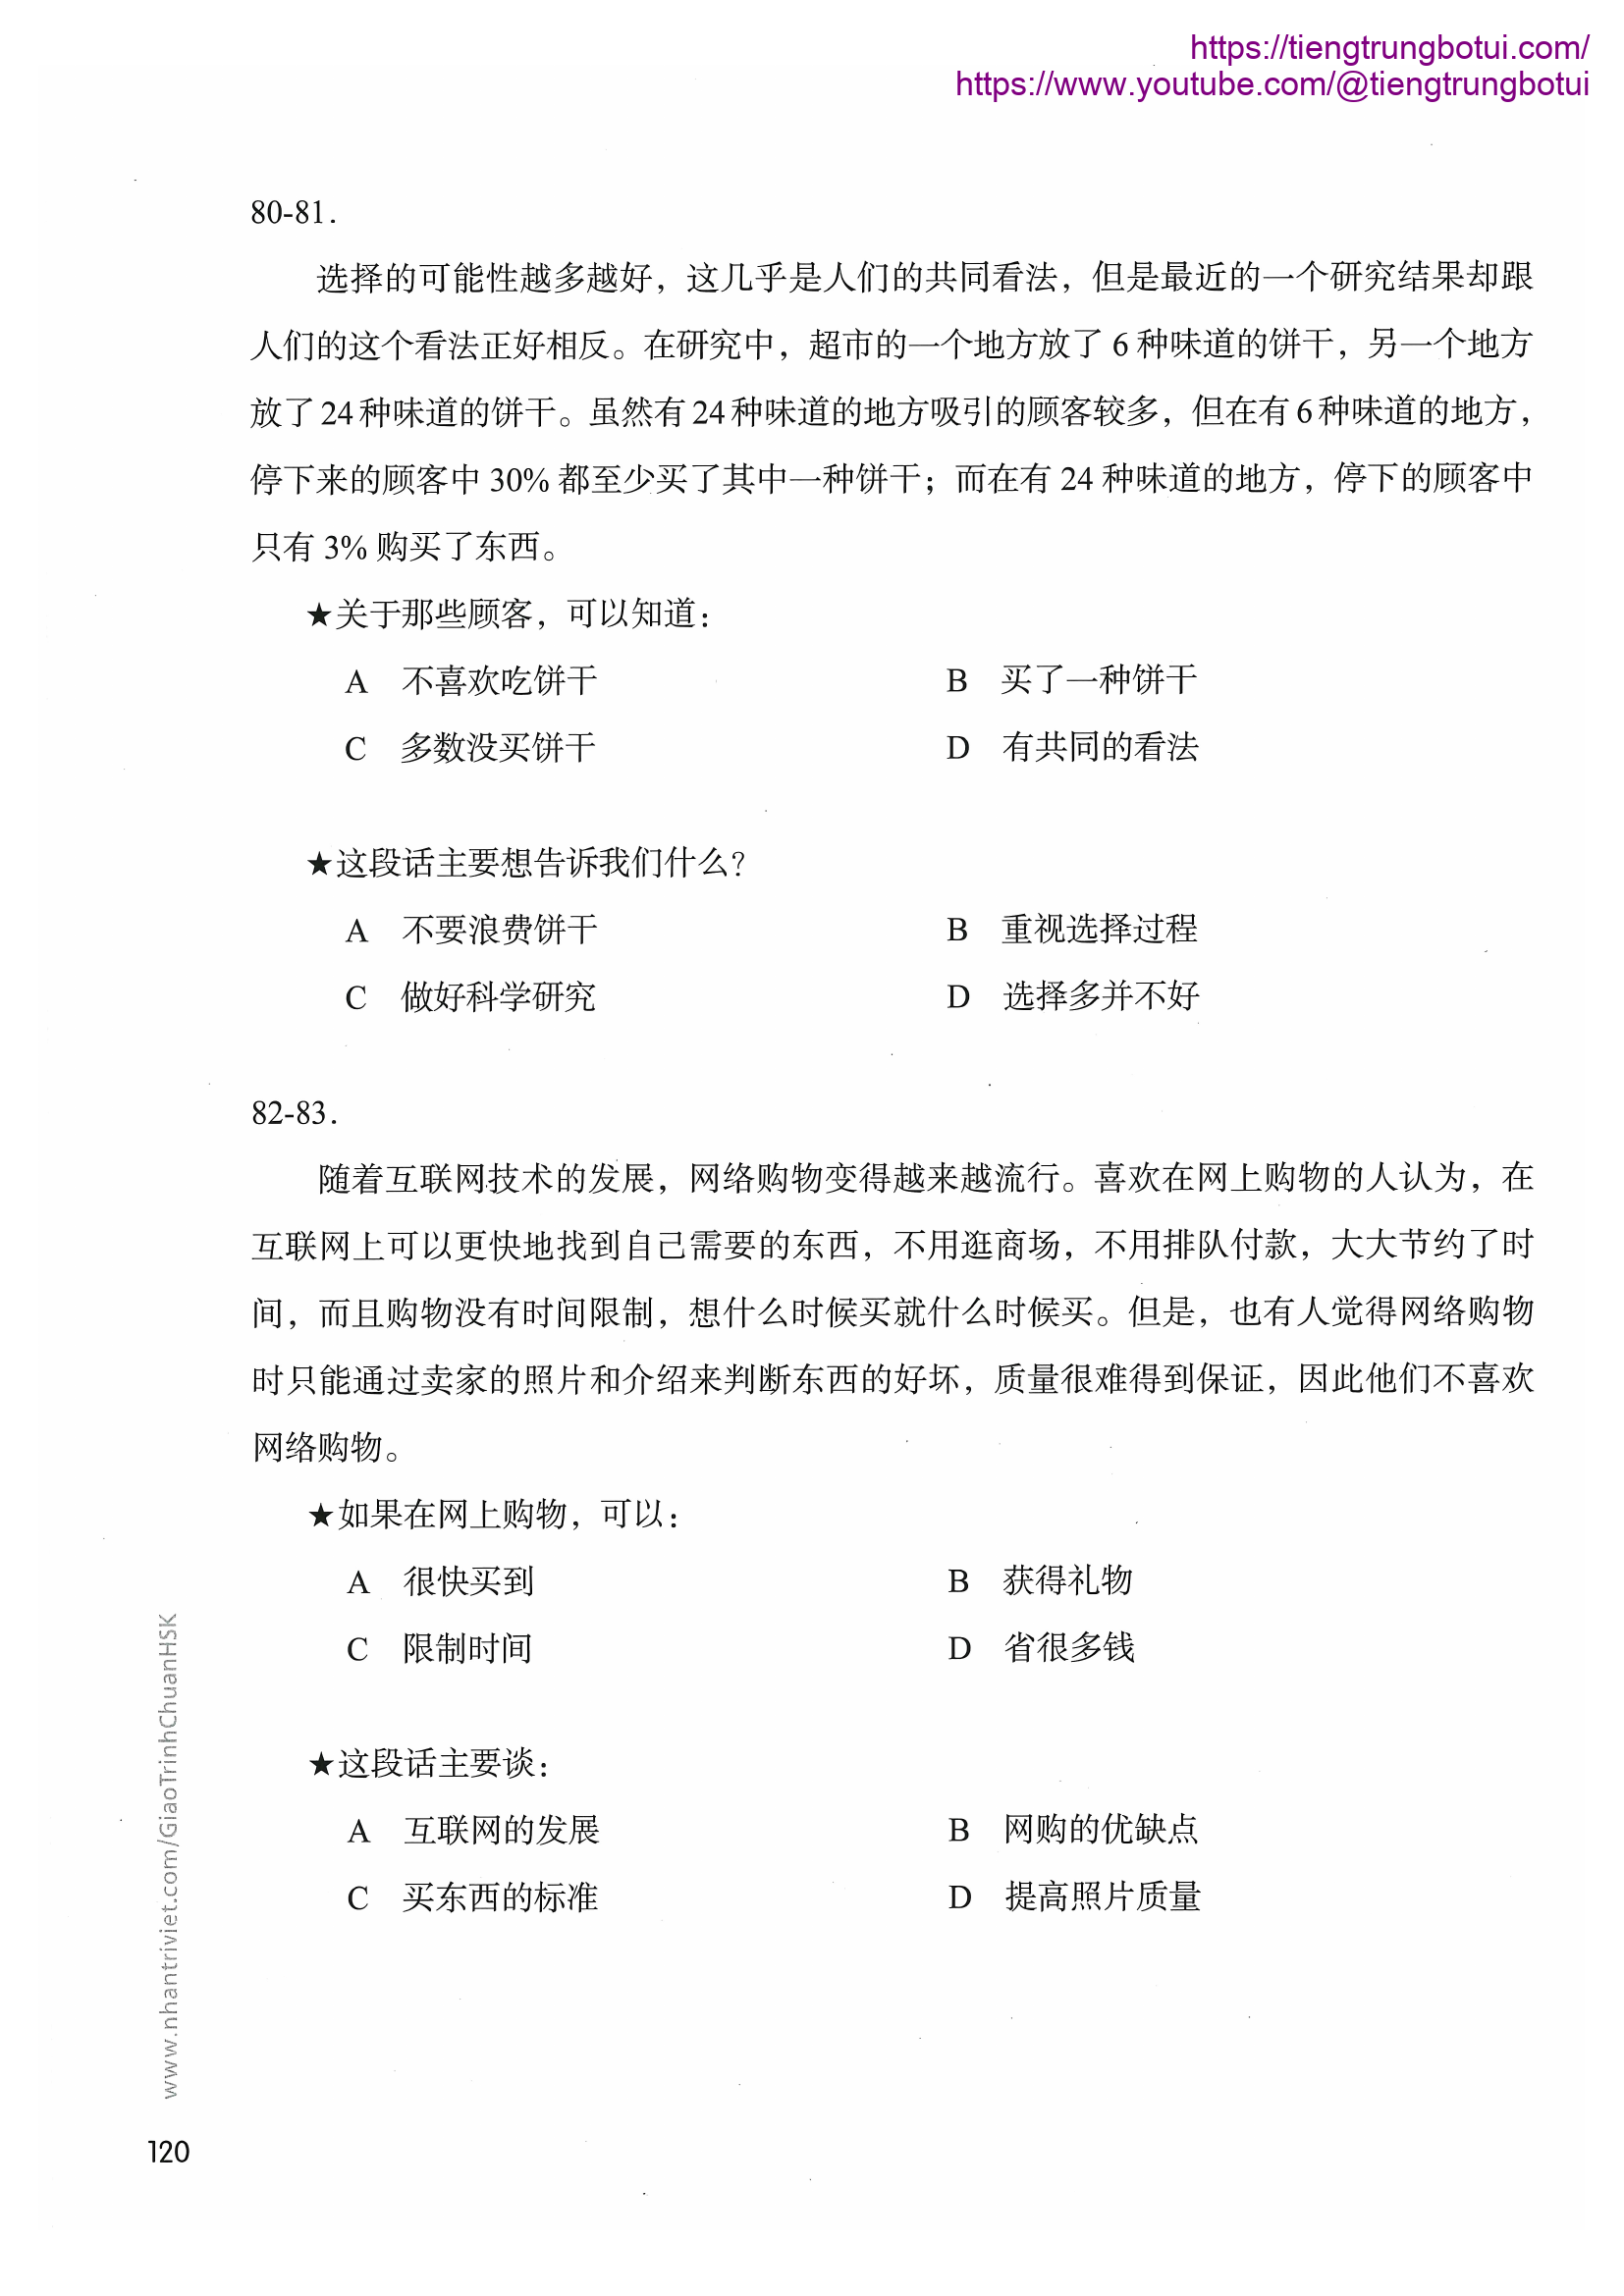 https://tiengtrungbotui.com/
https://www.youtube.com/@tiengtrungbotui
80-81.
选择的可能性越多越好，这几乎是人们的共同看法，但是最近的一个研究结果却跟
人们的这个看法正好相反。在研究中，超市的一个地方放了 6 种味道的饼干，另一个地方
放了 24 种味道的饼干。虽然有 24 种味道的地方吸引的顾客较多，但在有 6 种味道的地方，
停下来的顾客中 30% 都至少买了其中一种饼干；而在有 24 种味道的地方，停下的顾客中
只有 3% 购买了东西。
★关于那些顾客，可以知道：
A 不喜欢吃饼干 B 买了一种饼干
C 多数没买饼干 D 有共同的看法
★这段话主要想告诉我们什么？
A 不要浪费饼干 B 重视选择过程
C 做好科学研究 D 选择多并不好
82-83.
随着互联网技术的发展，网络购物变得越来越流行。喜欢在网上购物的人认为，在
互联网上可以更快地找到自己需要的东西，不用逛商场，不用排队付款，大大节约了时
间，而且购物没有时间限制，想什么时候买就什么时候买。但是，也有人觉得网络购物
时只能通过卖家的照片和介绍来判断东西的好坏，质量很难得到保证，因此他们不喜欢
网络购物。
★如果在网上购物，可以：
A 很快买到 B 获得礼物
C 限制时间 D 省很多钱
★这段话主要谈：
A 互联网的发展 B 网购的优缺点
C 买东西的标准 D 提高照片质量
www.nhantriviet.com/GiaoTrinhChuanHSK
120